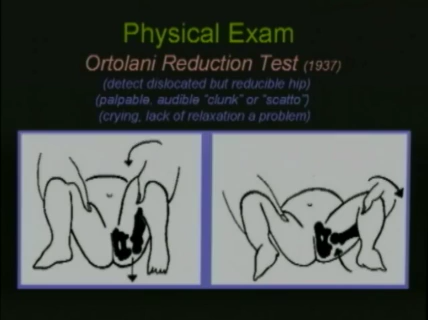 Physical Exam
Ortolani Reduction Test (1937)
(detect dislocated but reducible hip)
(palpable, audible "clunk" or "scatto")
(crying, lack of relaxation a problem)